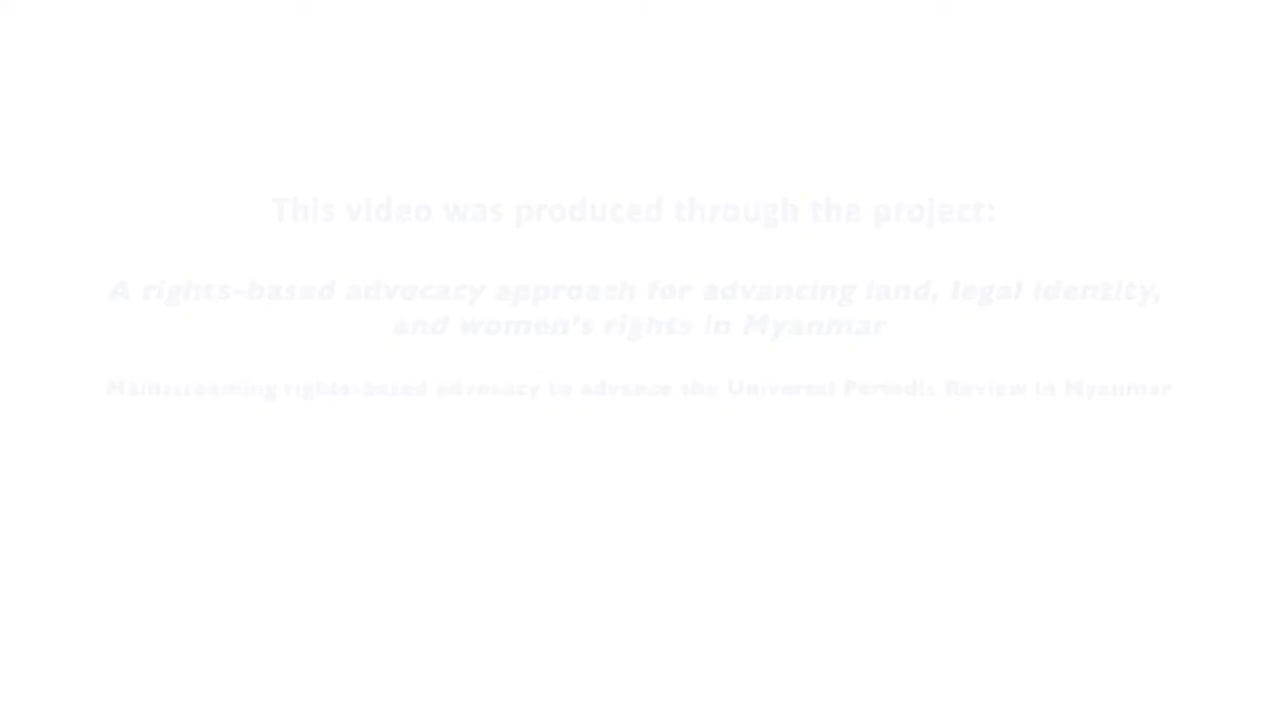 This video was produced through the project:
A rights-based advocacy approach for advancing land, legal identity,
and women's rights in Myanmar
Mainstreaming rights-based advocacy to advance the Universal Periodic Review in Myanmar